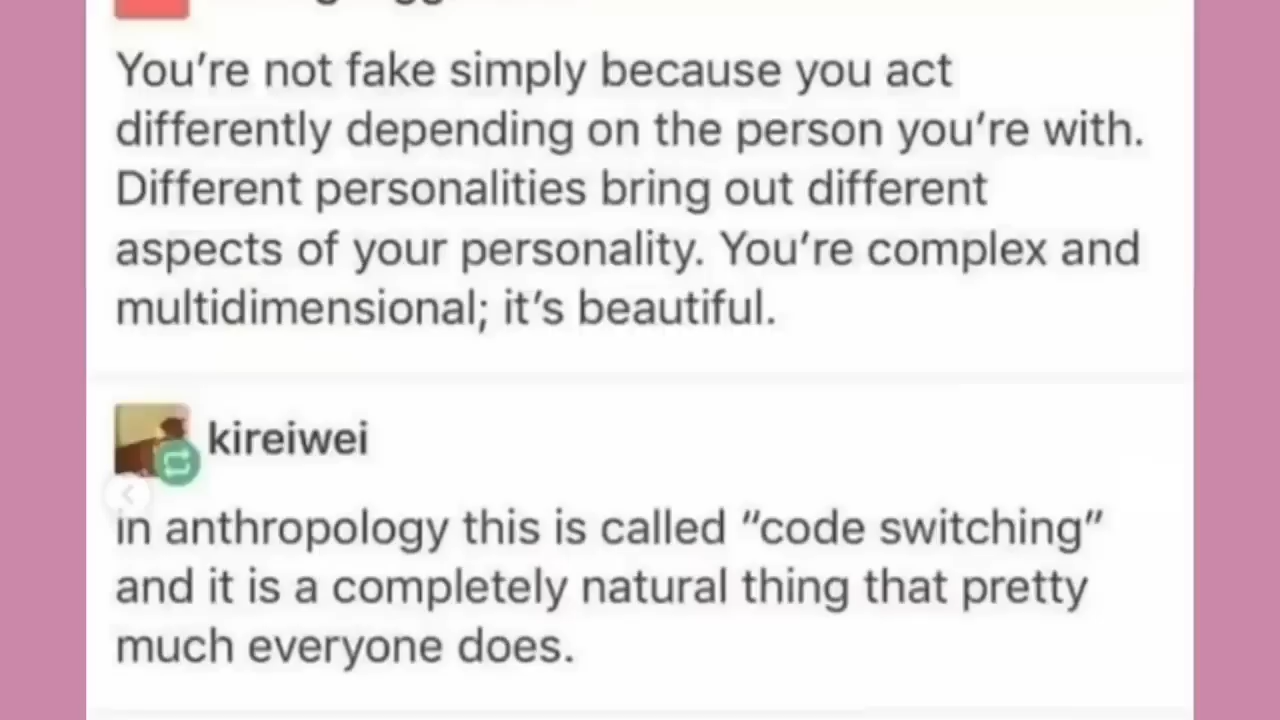 You’re not fake simply because you act
differently depending on the person you’re with.
Different personalities bring out different
aspects of your personality. You’re complex and
multidimensional; it’s beautiful.
kireiwei
in anthropology this is called “code switching”
and it is a completely natural thing that pretty
much everyone does.